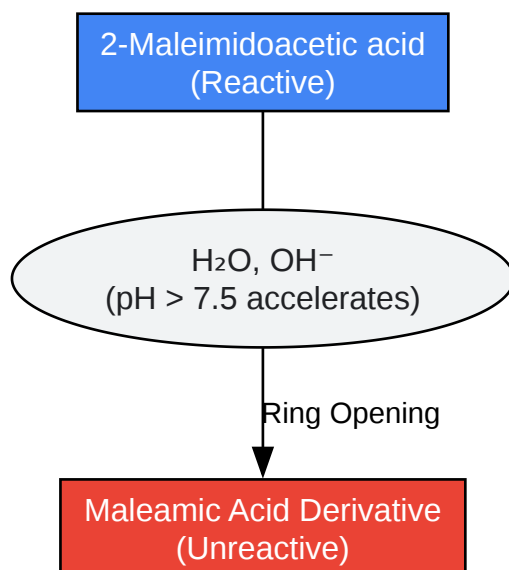 2-Maleimidoacetic acid
(Reactive)
H₂O, OH⁻
(pH > 7.5 accelerates)
Ring Opening
Maleamic Acid Derivative
(Unreactive)